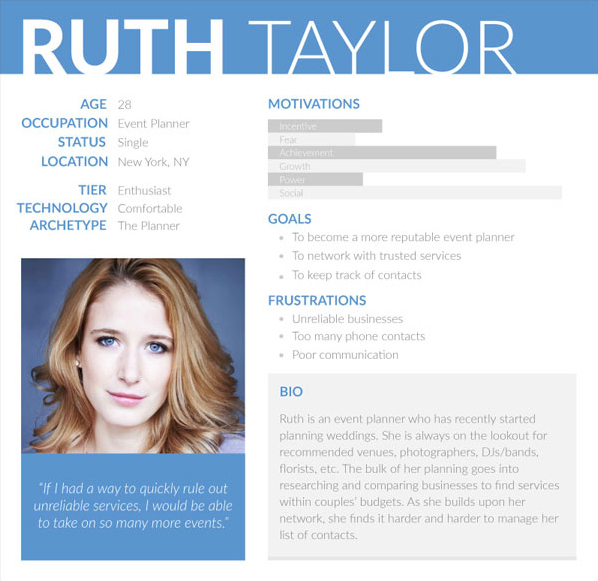 RUTH TAYLOR
AGE 28
OCCUPATION Event Planner
STATUS Single
LOCATION New York, NY
TIER Enthusiast
TECHNOLOGY Comfortable
ARCHETYPE The Planner
“If I had a way to quickly rule out
unreliable services, I would be able
to take on so many more events.”
MOTIVATIONS
Incentive
Fear
Achievement
Growth
Power
Social
GOALS
• To become a more reputable event planner
• To network with trusted services
• To keep track of contacts
FRUSTRATIONS
• Unreliable businesses
• Too many phone contacts
• Poor communication
BIO
Ruth is an event planner who has recently started
planning weddings. She is always on the lookout for
recommended venues, photographers, DJs/bands,
florists, etc. The bulk of her planning goes into
researching and comparing businesses to find services
within couples’ budgets. As she builds upon her
network, she finds it harder and harder to manage her
list of contacts.